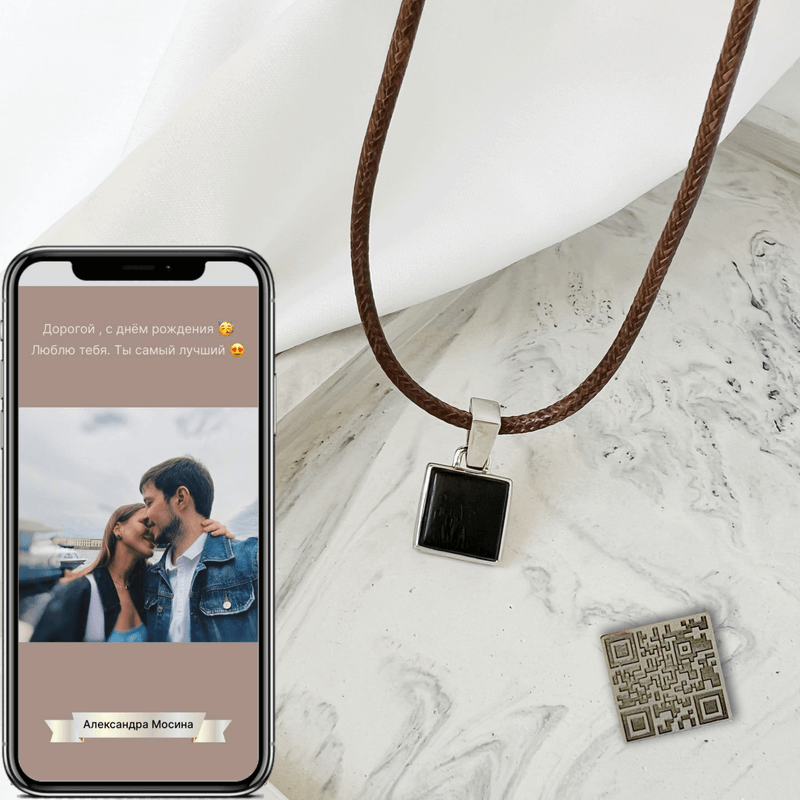 Дорогой , с днём рождения 🥳
Люблю тебя. Ты самый лучший 😍
Александра Мосина